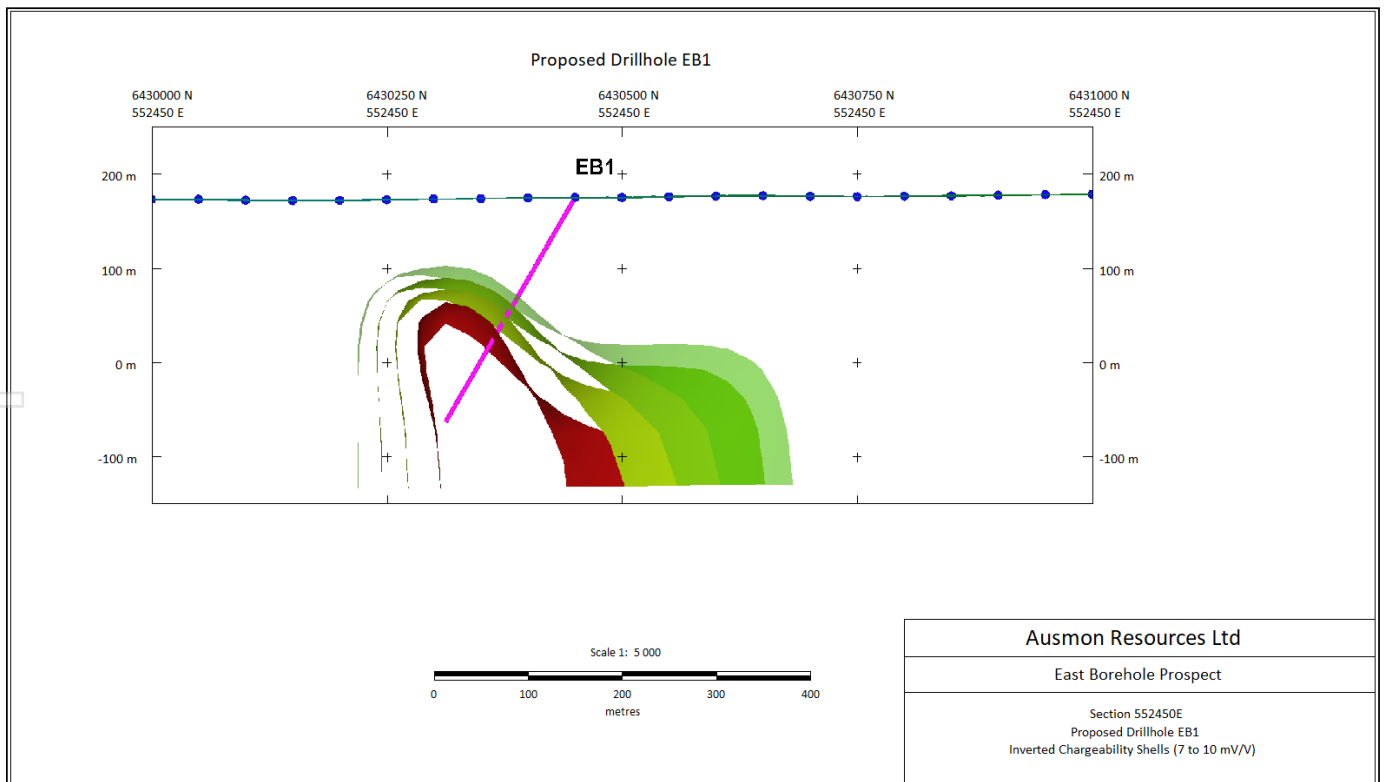 Proposed Drillhole EB1
6430000 N 6430250 N 6430500 N 6430750 N 6431000 N
552450 E 552450 E 552450 E 552450 E 552450 E
EB1
200 m 200 m
100 m 100 m
0 m 0 m
-100 m -100 m
Scale 1: 5 000
0 100 200 300 400
metres
Ausmon Resources Ltd
East Borehole Prospect
Section 552450E
Proposed Drillhole EB1
Inverted Chargeability Shells (7 to 10 mV/V)